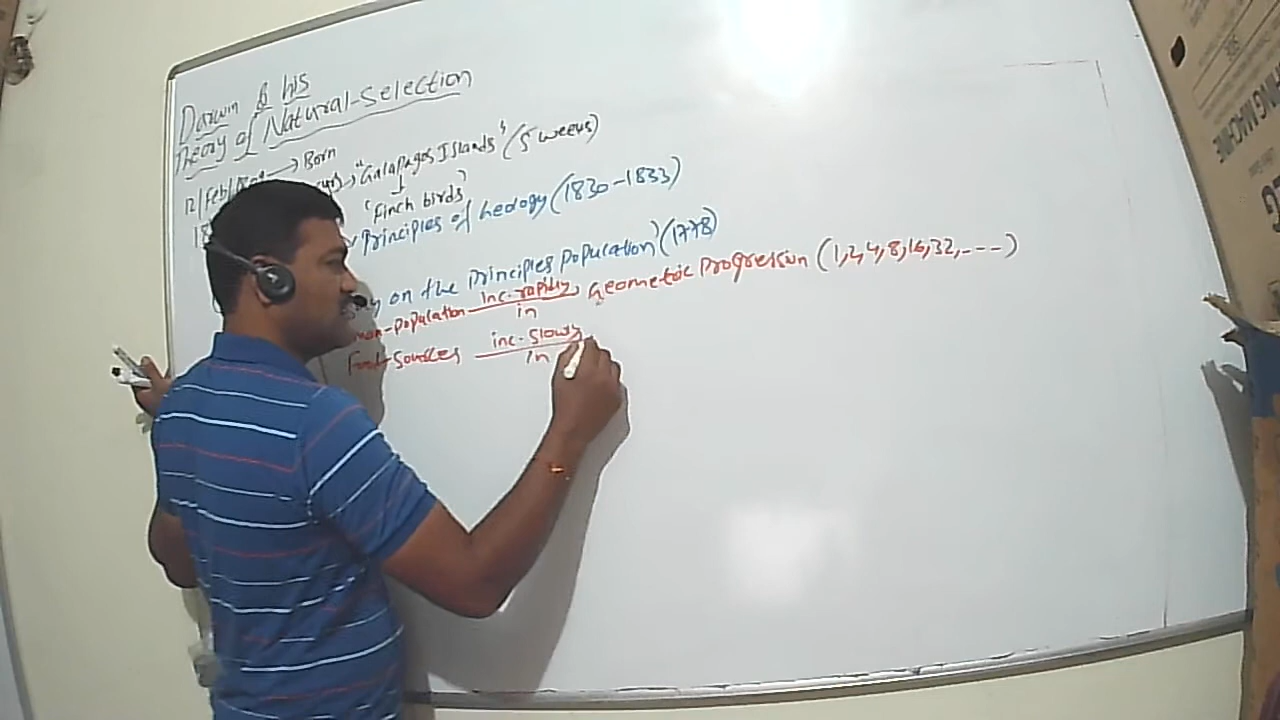 Darwin & his
Theory of Natural-Selection
12/Feb/1809 → Born
"Galapagos Islands" (5 weeks)
"Finch birds"
Principles of Geology (1830-1833)
on the Principles Population" (1778)
population inc-rapidly in Geometric Progression (1,2,4,8,16,32,---)
Food-Sources inc-slowly in
MACHINE